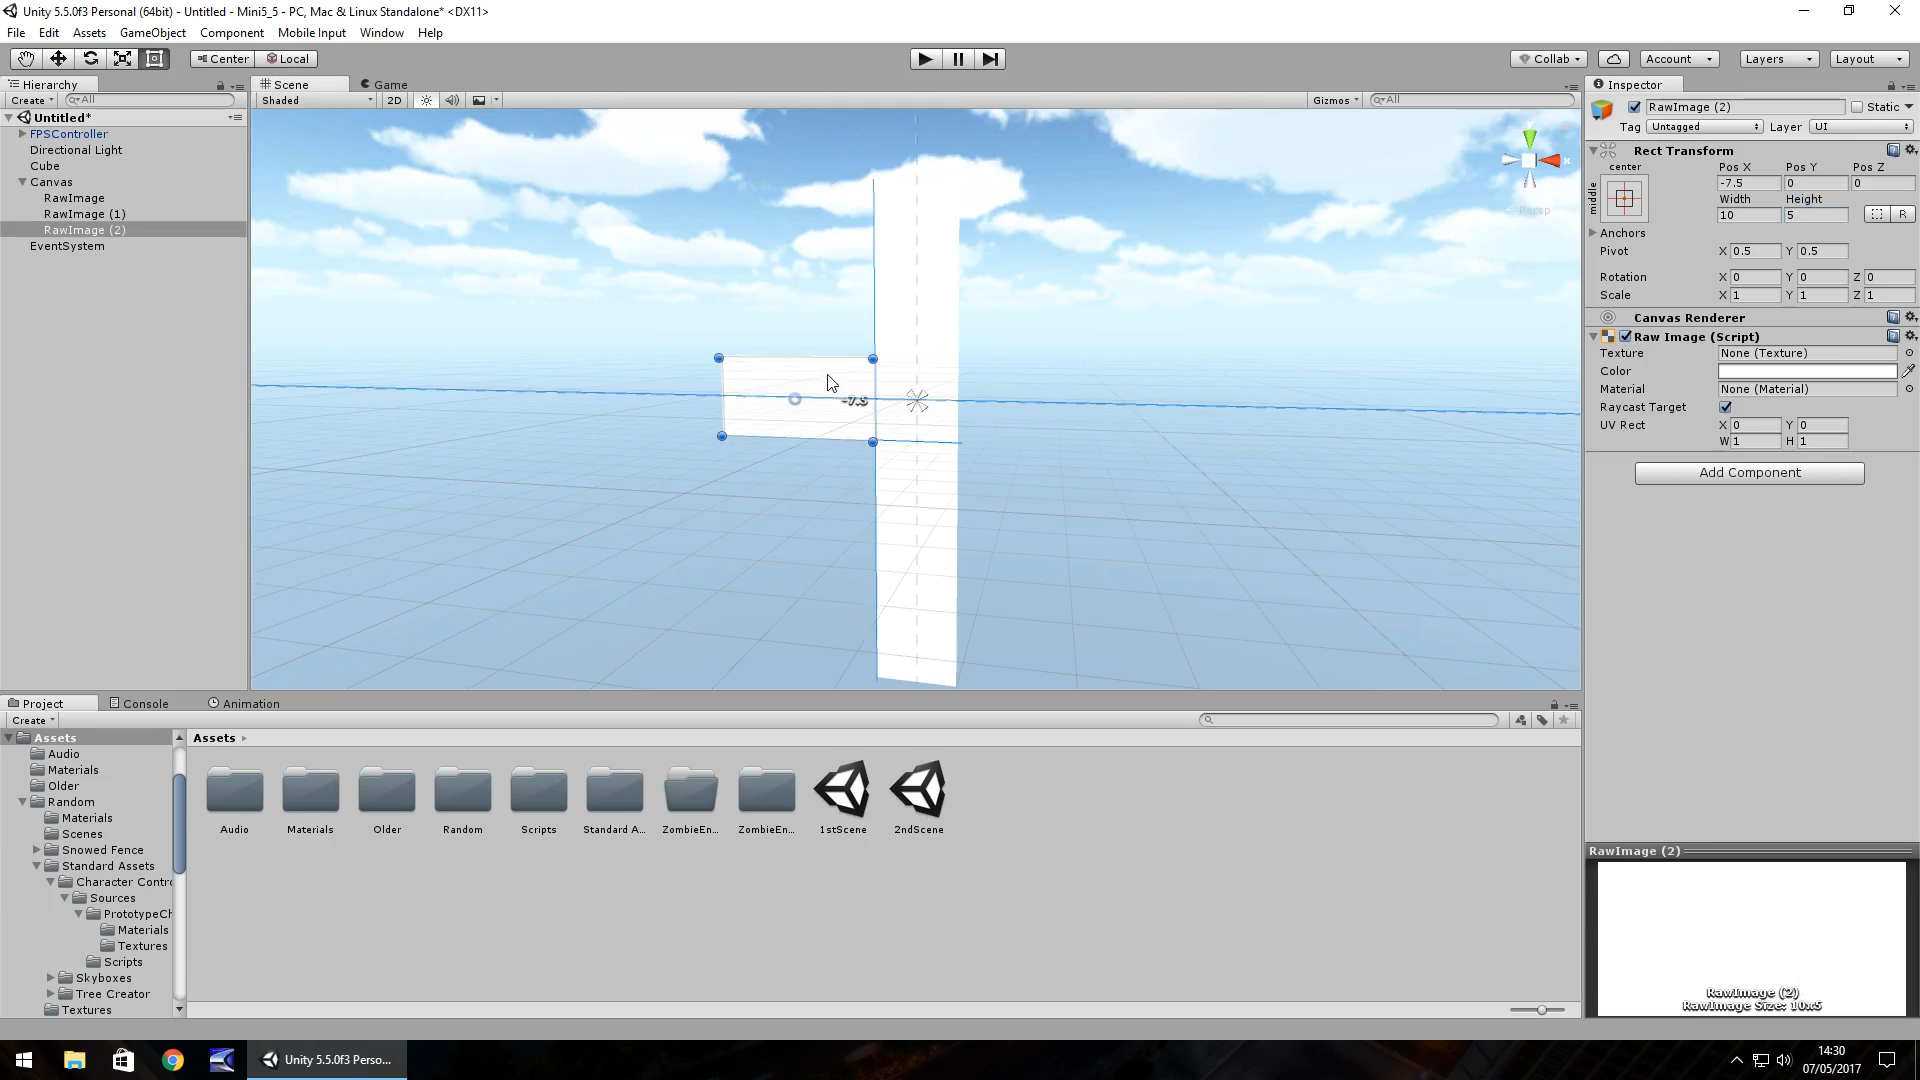 Unity 5.5.0f3 Personal (64bit) - Untitled - Mini5_5 - PC, Mac & Linux Standalone* <DX11>
File Edit Assets GameObject Component Mobile Input Window Help
Center Local Collab Account Layers Layout
Hierarchy
Create All
Untitled*
FPSController
Directional Light
Cube
Canvas
RawImage
RawImage (1)
RawImage (2)
EventSystem
Scene Game
Shaded 2D Gizmos All
y
x
Persp
-7.5
Inspector
RawImage (2) Static
Tag Untagged Layer UI
Rect Transform
center Pos X Pos Y Pos Z
middle -7.5 0 0
Width Height
10 5 R
Anchors
Pivot X 0.5 Y 0.5
Rotation X 0 Y 0 Z 0
Scale X 1 Y 1 Z 1
Canvas Renderer
Raw Image (Script)
Texture None (Texture)
Color
Material None (Material)
Raycast Target
UV Rect X 0 Y 0
W 1 H 1
Add Component
RawImage (2)
RawImage (2)
RawImage Size: 10x5
Project Console Animation
Create
Assets
Audio
Materials
Older
Random
Materials
Scenes
Snowed Fence
Standard Assets
Character Contro
Sources
PrototypeCh
Materials
Textures
Scripts
Skyboxes
Tree Creator
Textures
Assets
Audio Materials Older Random Scripts Standard A... ZombieEn... ZombieEn... 1stScene 2ndScene
Unity 5.5.0f3 Perso...
14:30
07/05/2017